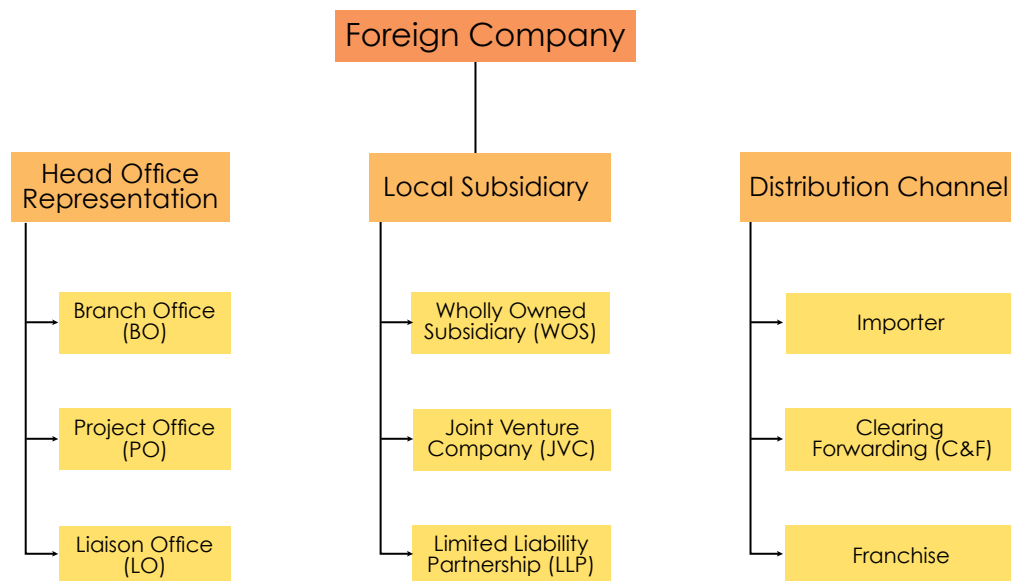 Foreign Company
Head Office
Representation
Local Subsidiary
Distribution Channel
Branch Office
(BO)
Wholly Owned
Subsidiary (WOS)
Importer
Project Office
(PO)
Joint Venture
Company (JVC)
Clearing
Forwarding (C&F)
Liaison Office
(LO)
Limited Liability
Partnership (LLP)
Franchise